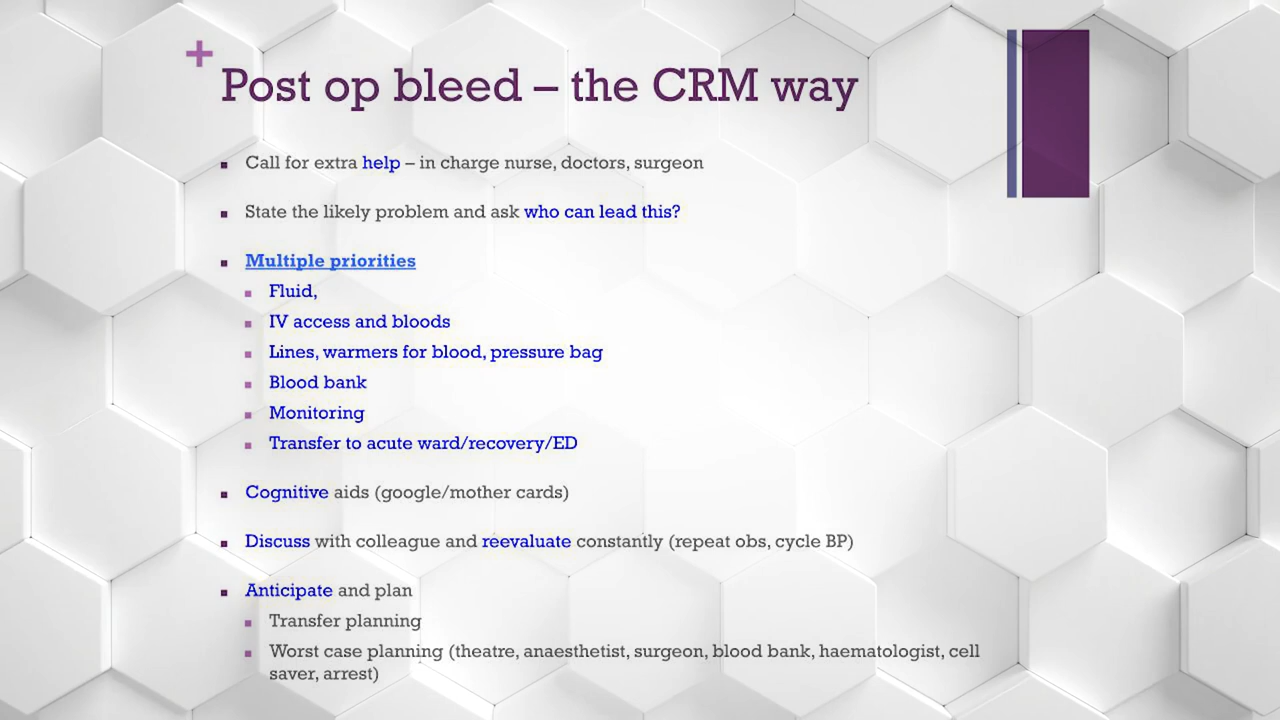 Post op bleed – the CRM way
Call for extra help – in charge nurse, doctors, surgeon
State the likely problem and ask who can lead this?
Multiple priorities
Fluid,
IV access and bloods
Lines, warmers for blood, pressure bag
Blood bank
Monitoring
Transfer to acute ward/recovery/ED
Cognitive aids (google/mother cards)
Discuss with colleague and reevaluate constantly (repeat obs, cycle BP)
Anticipate and plan
Transfer planning
Worst case planning (theatre, anaesthetist, surgeon, blood bank, haematologist, cell
saver, arrest)